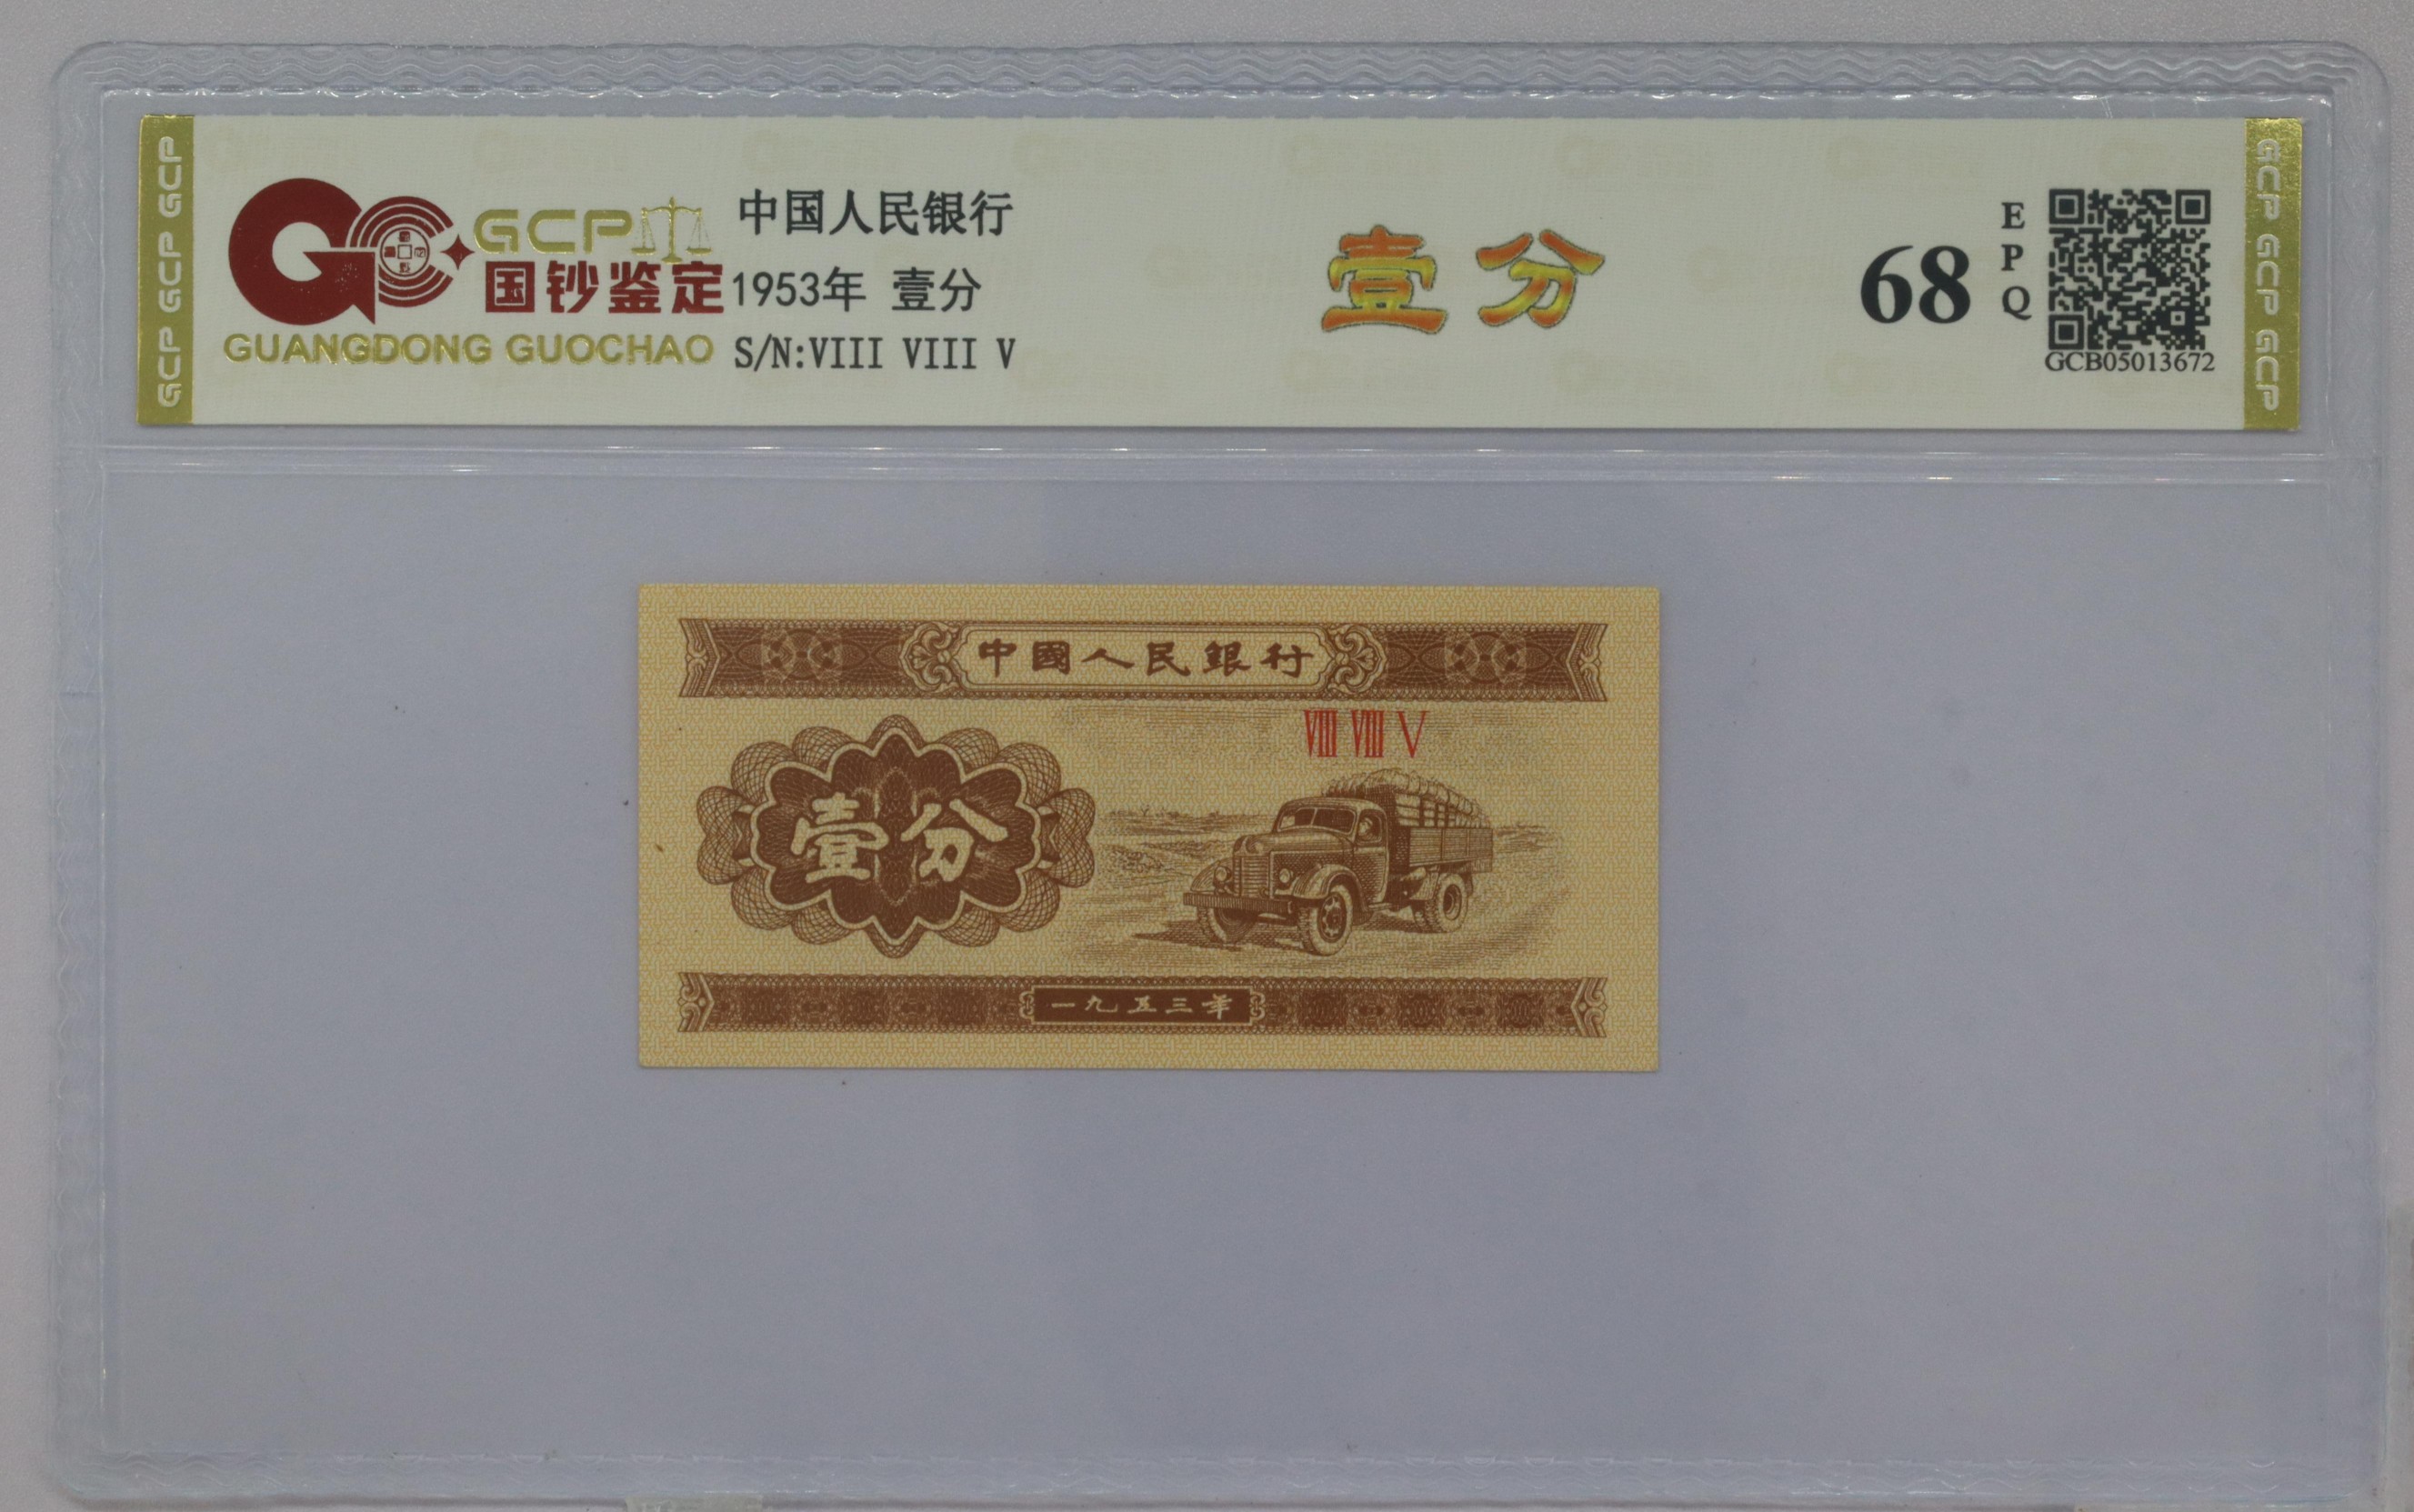 GCP GCP GCP
GCP
国钞鉴定
GUANGDONG GUOCHAO
中国人民银行
1953年 壹分
S/N:VIII VIII V
壹分
68
EPQ
GCB05013672
GCP GCP GCP
中國人民銀行
VIII VIII V
壹分
一九五三年